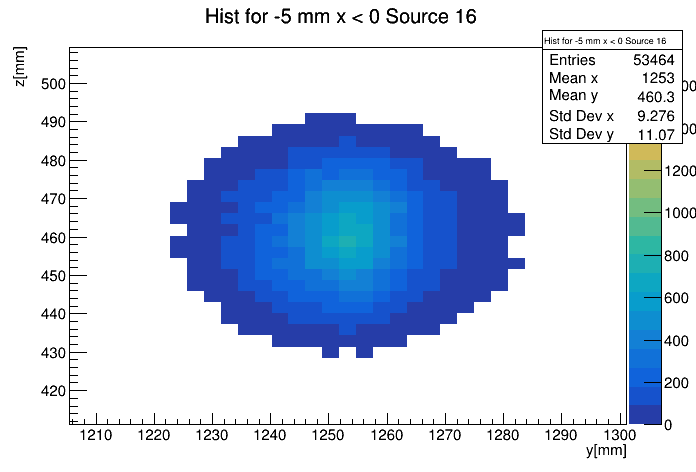 Hist for -5 mm x < 0 Source 16
Hist for -5 mm x < 0 Source 16
Entries 53464
Mean x 1253
Mean y 460.3
Std Dev x 9.276
Std Dev y 11.07
z[mm]
500
490
480
470
460
450
440
430
420
1210 1220 1230 1240 1250 1260 1270 1280 1290 1300
y[mm]
1200
1000
800
600
400
200
0